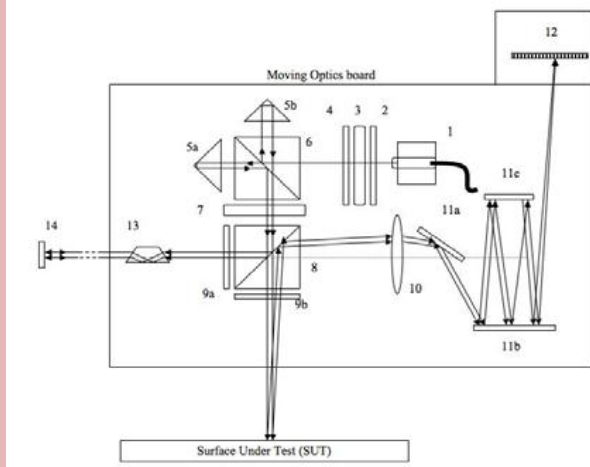 12
Moving Optics board
5b
4 3 2
1
6
5a
11c
7
11a
14
13
8
10
9a
9b
11b
Surface Under Test (SUT)